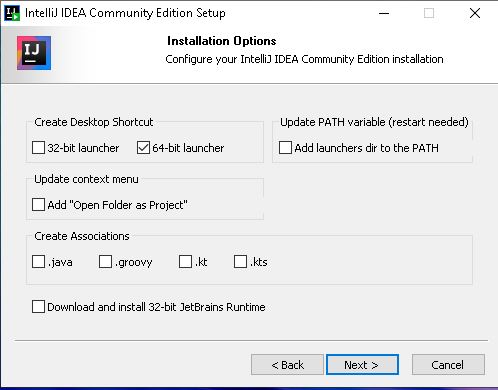 IntelliJ IDEA Community Edition Setup
IJ
Installation Options
Configure your IntelliJ IDEA Community Edition installation
Create Desktop Shortcut
32-bit launcher
64-bit launcher
Update PATH variable (restart needed)
Add launchers dir to the PATH
Update context menu
Add "Open Folder as Project"
Create Associations
.java
.groovy
.kt
.kts
Download and install 32-bit JetBrains Runtime
< Back
Next >
Cancel